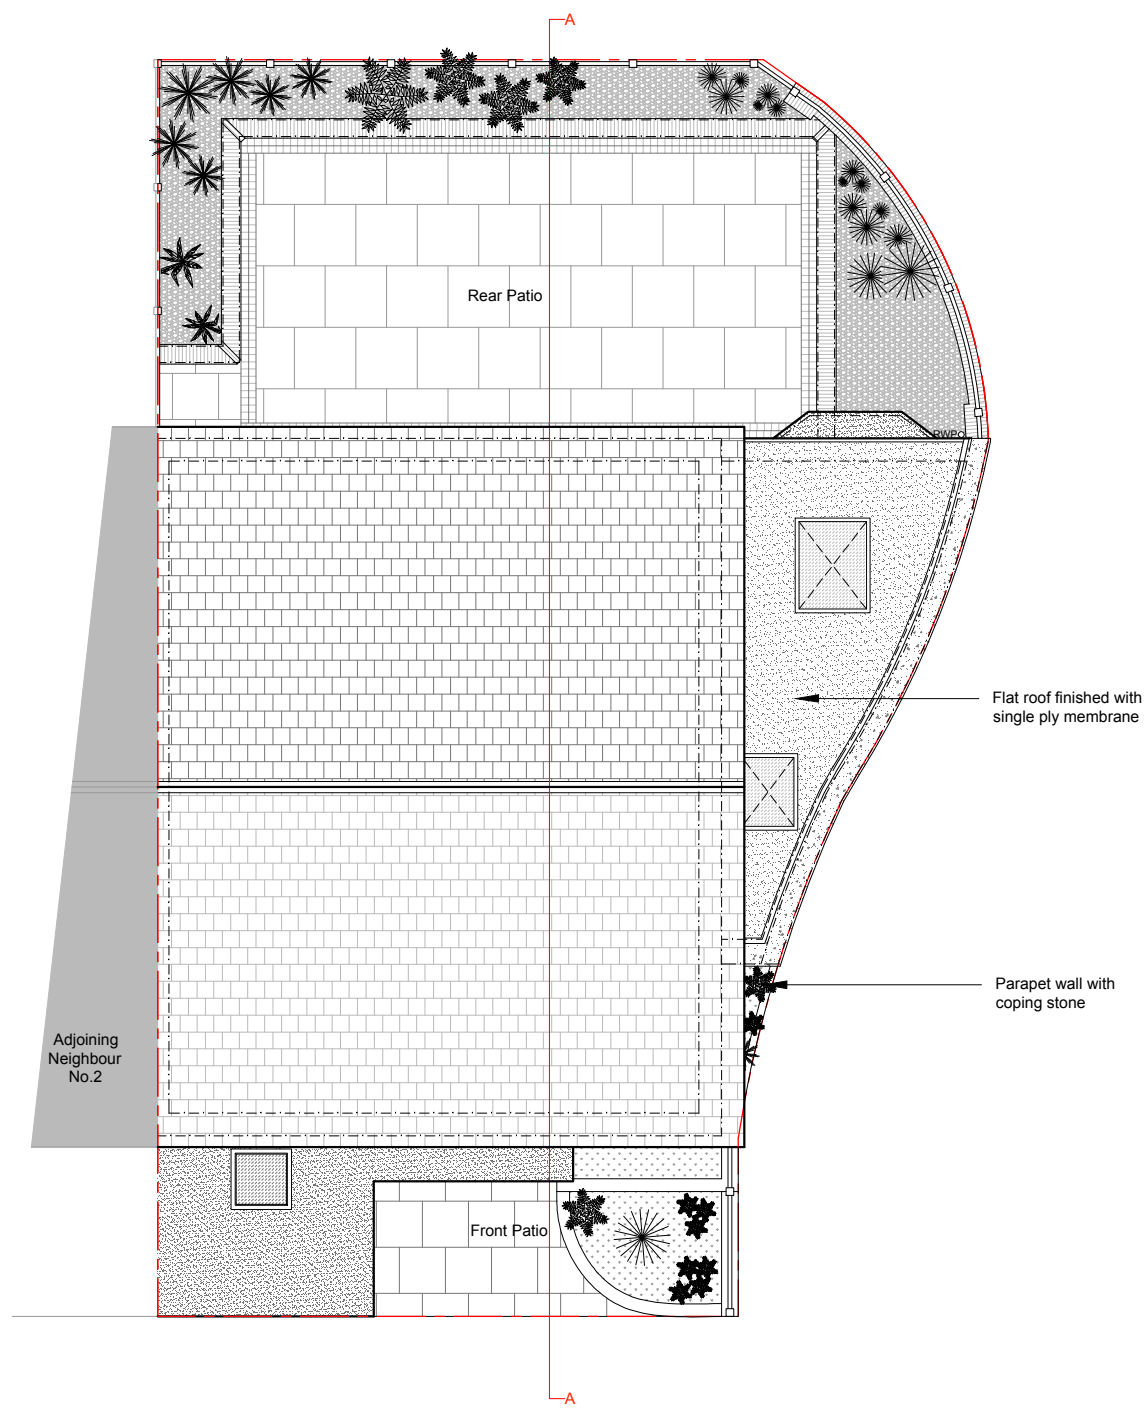 A
Rear Patio
RWPO
Flat roof finished with
single ply membrane
Parapet wall with
coping stone
Adjoining
Neighbour
No.2
Front Patio
A